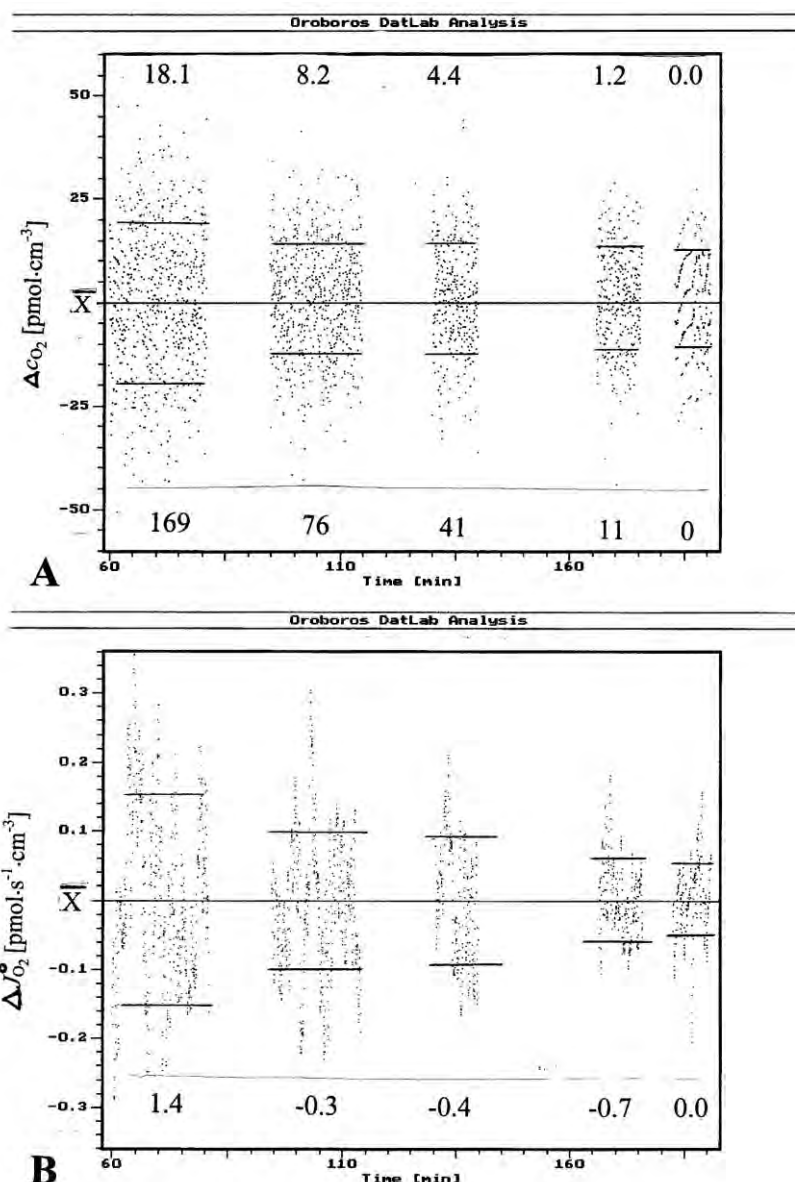 Oroboros DatLab Analysis
18.1 8.2 4.4 1.2 0.0
50
25
X
-25
-50
ΔcO₂ [pmol·cm⁻³]
169 76 41 11 0
A
60 110 160
Time [min]
Oroboros DatLab Analysis
0.3
0.2
0.1
X
-0.1
-0.2
-0.3
ΔJ°O₂ [pmol·s⁻¹·cm⁻³]
1.4 -0.3 -0.4 -0.7 0.0
B
60 110 160
Time [min]